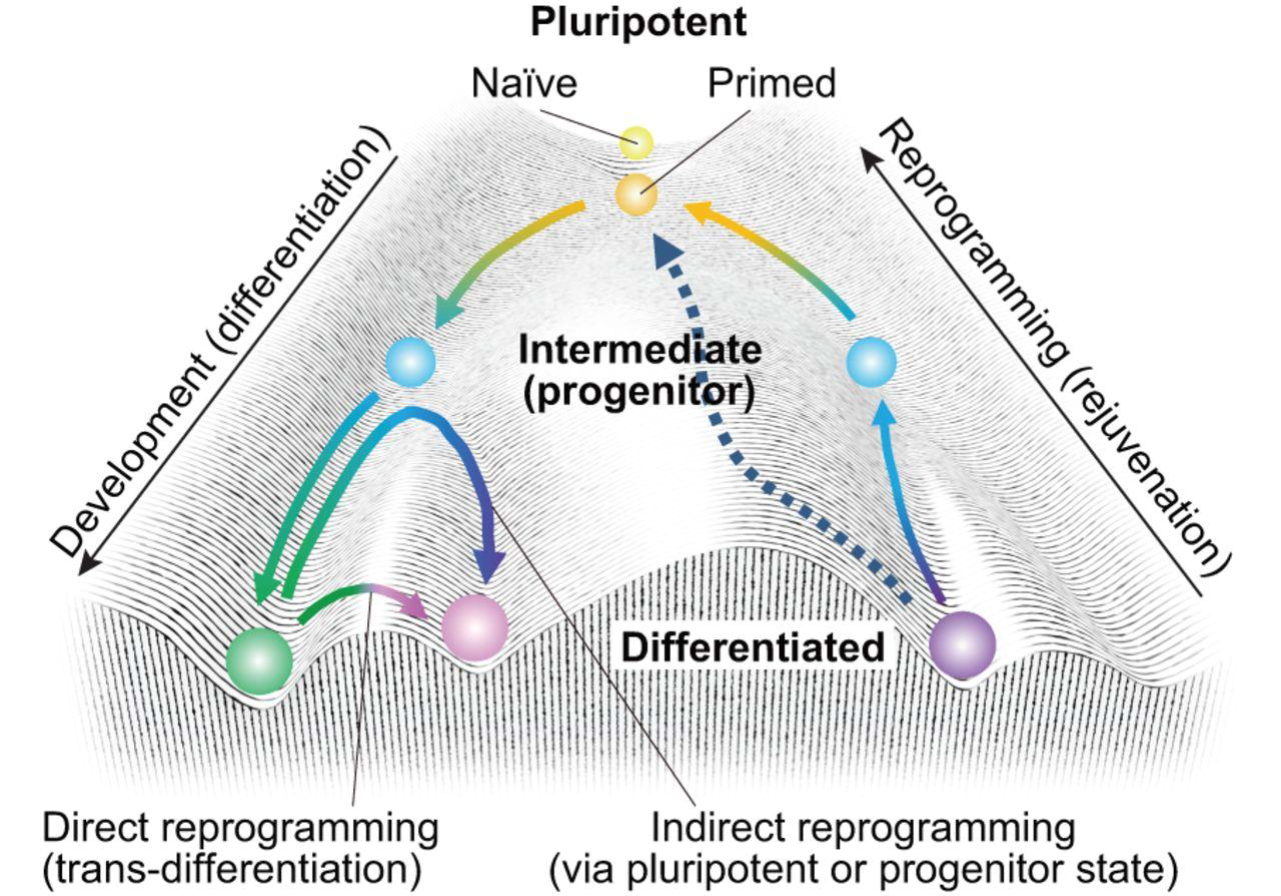 Pluripotent
Naïve
Primed
Development (differentiation)
Reprogramming (rejuvenation)
Intermediate
(progenitor)
Differentiated
Direct reprogramming
(trans-differentiation)
Indirect reprogramming
(via pluripotent or progenitor state)